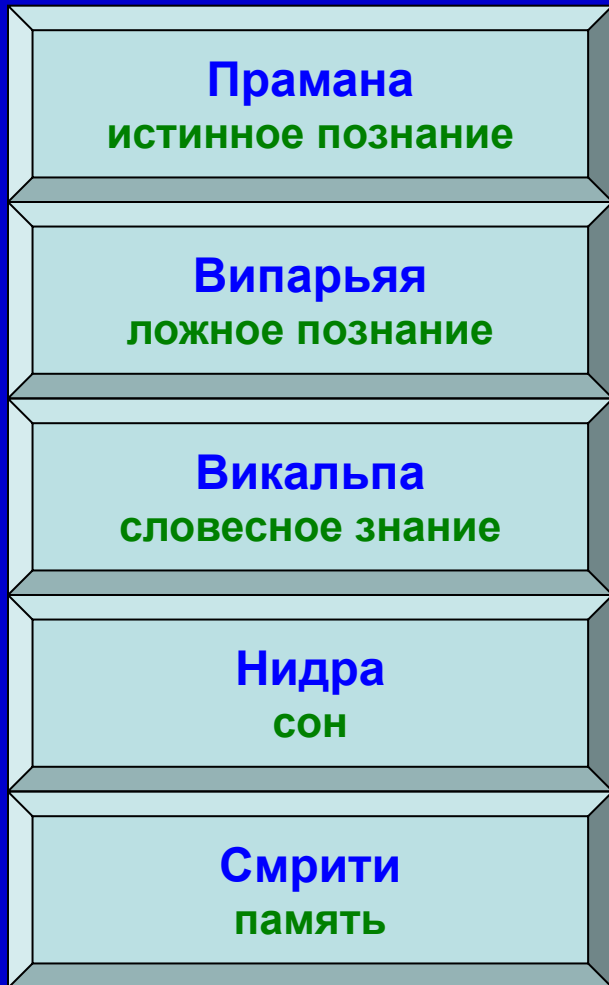 Прамана
истинное познание
Випарьяя
ложное познание
Викальпа
словесное знание
Нидра
сон
Смрити
память